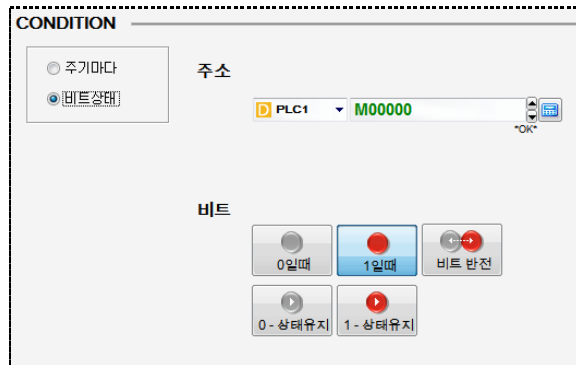 CONDITION
주기마다
비트상태
주소
D PLC1 M00000
*OK*
비트
0일때 1일때 비트 반전
0 - 상태유지 1 - 상태유지